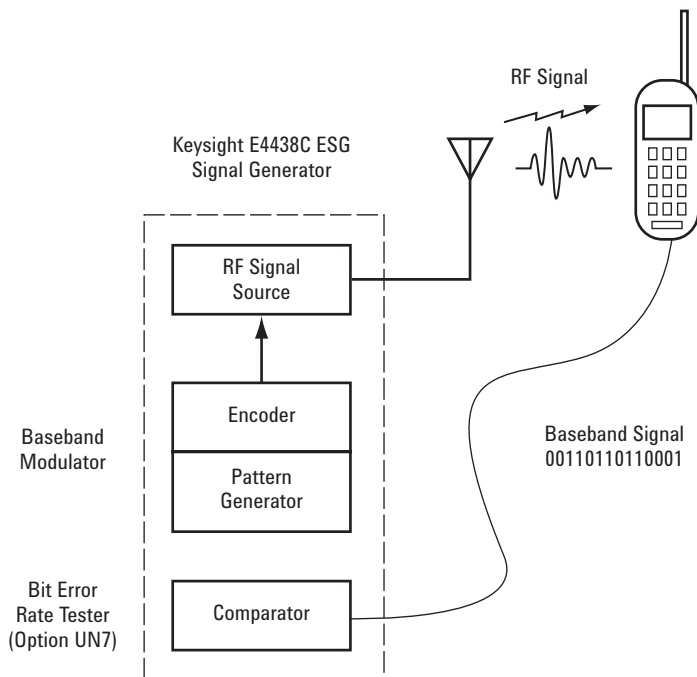 RF Signal
Keysight E4438C ESG
Signal Generator
RF Signal
Source
Encoder
Baseband
Modulator
Pattern
Generator
Baseband Signal
00110110110001
Bit Error
Rate Tester
(Option UN7)
Comparator